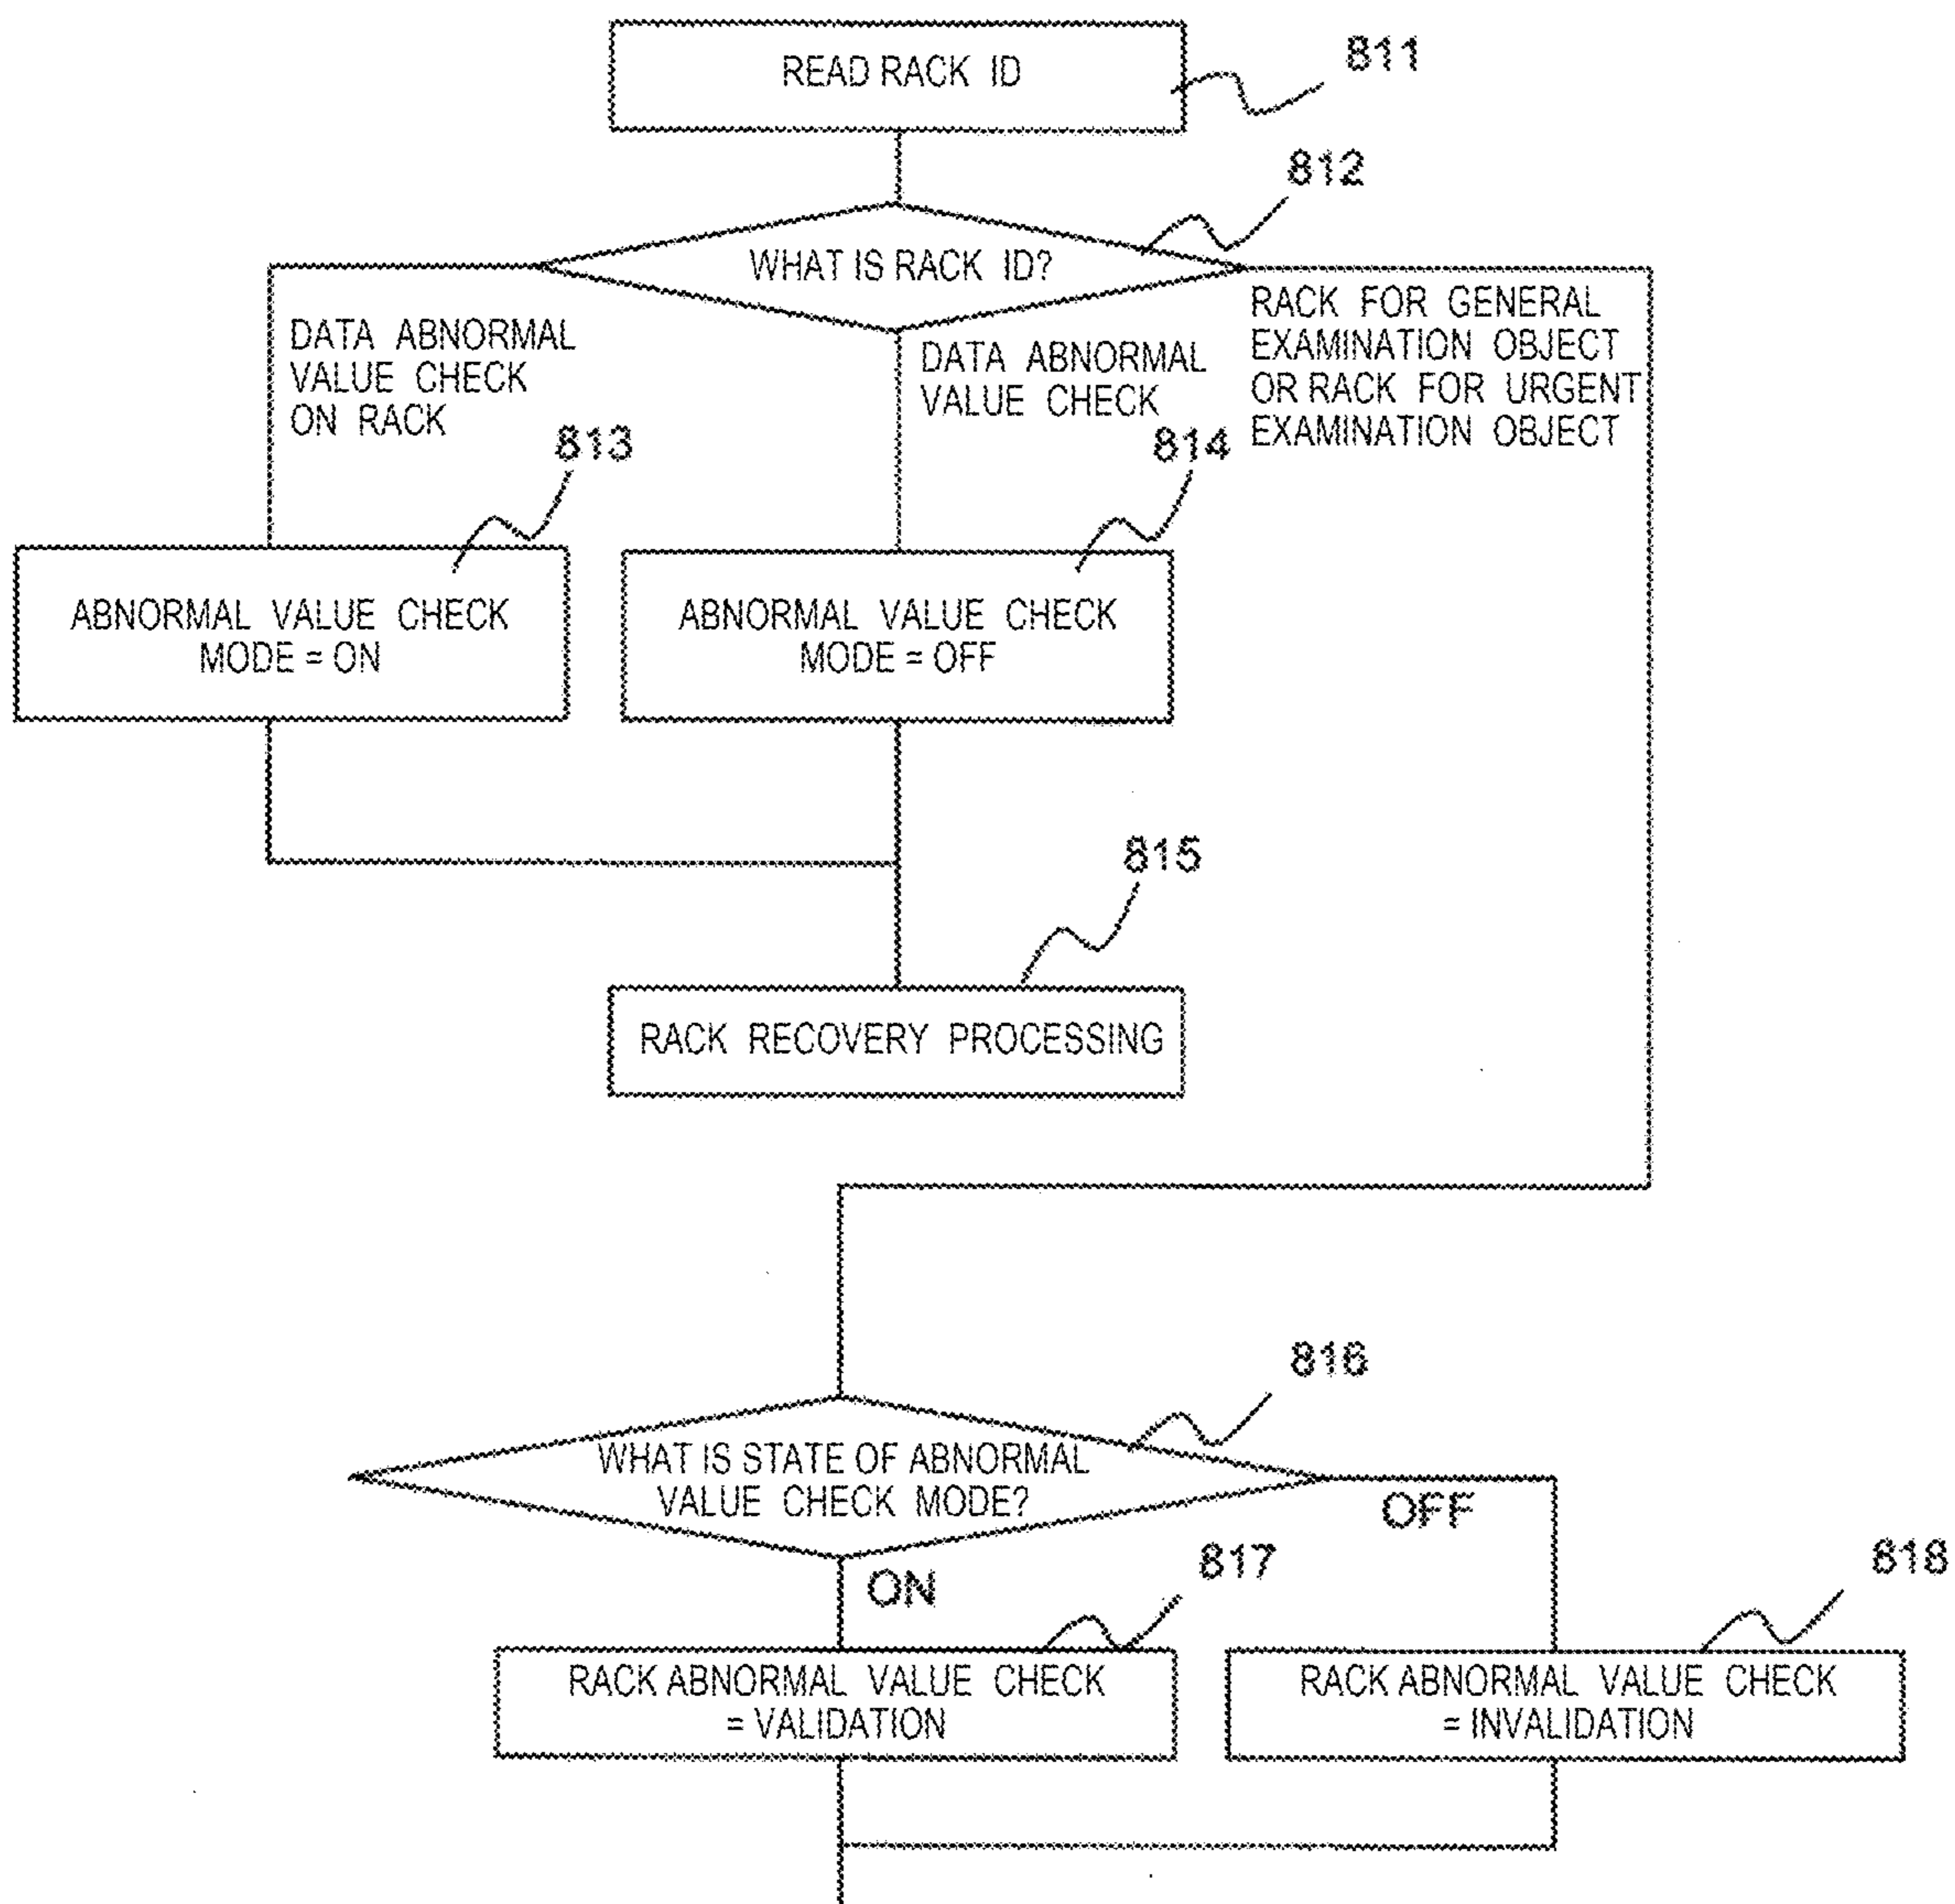 READ RACK ID
811
812
WHAT IS RACK ID?
DATA ABNORMAL
VALUE CHECK
ON RACK
DATA ABNORMAL
VALUE CHECK
RACK FOR GENERAL
EXAMINATION OBJECT
OR RACK FOR URGENT
EXAMINATION OBJECT
813
814
ABNORMAL VALUE CHECK
MODE = ON
ABNORMAL VALUE CHECK
MODE = OFF
815
RACK RECOVERY PROCESSING
816
WHAT IS STATE OF ABNORMAL
VALUE CHECK MODE?
OFF
ON
817
818
RACK ABNORMAL VALUE CHECK
= VALIDATION
RACK ABNORMAL VALUE CHECK
= INVALIDATION